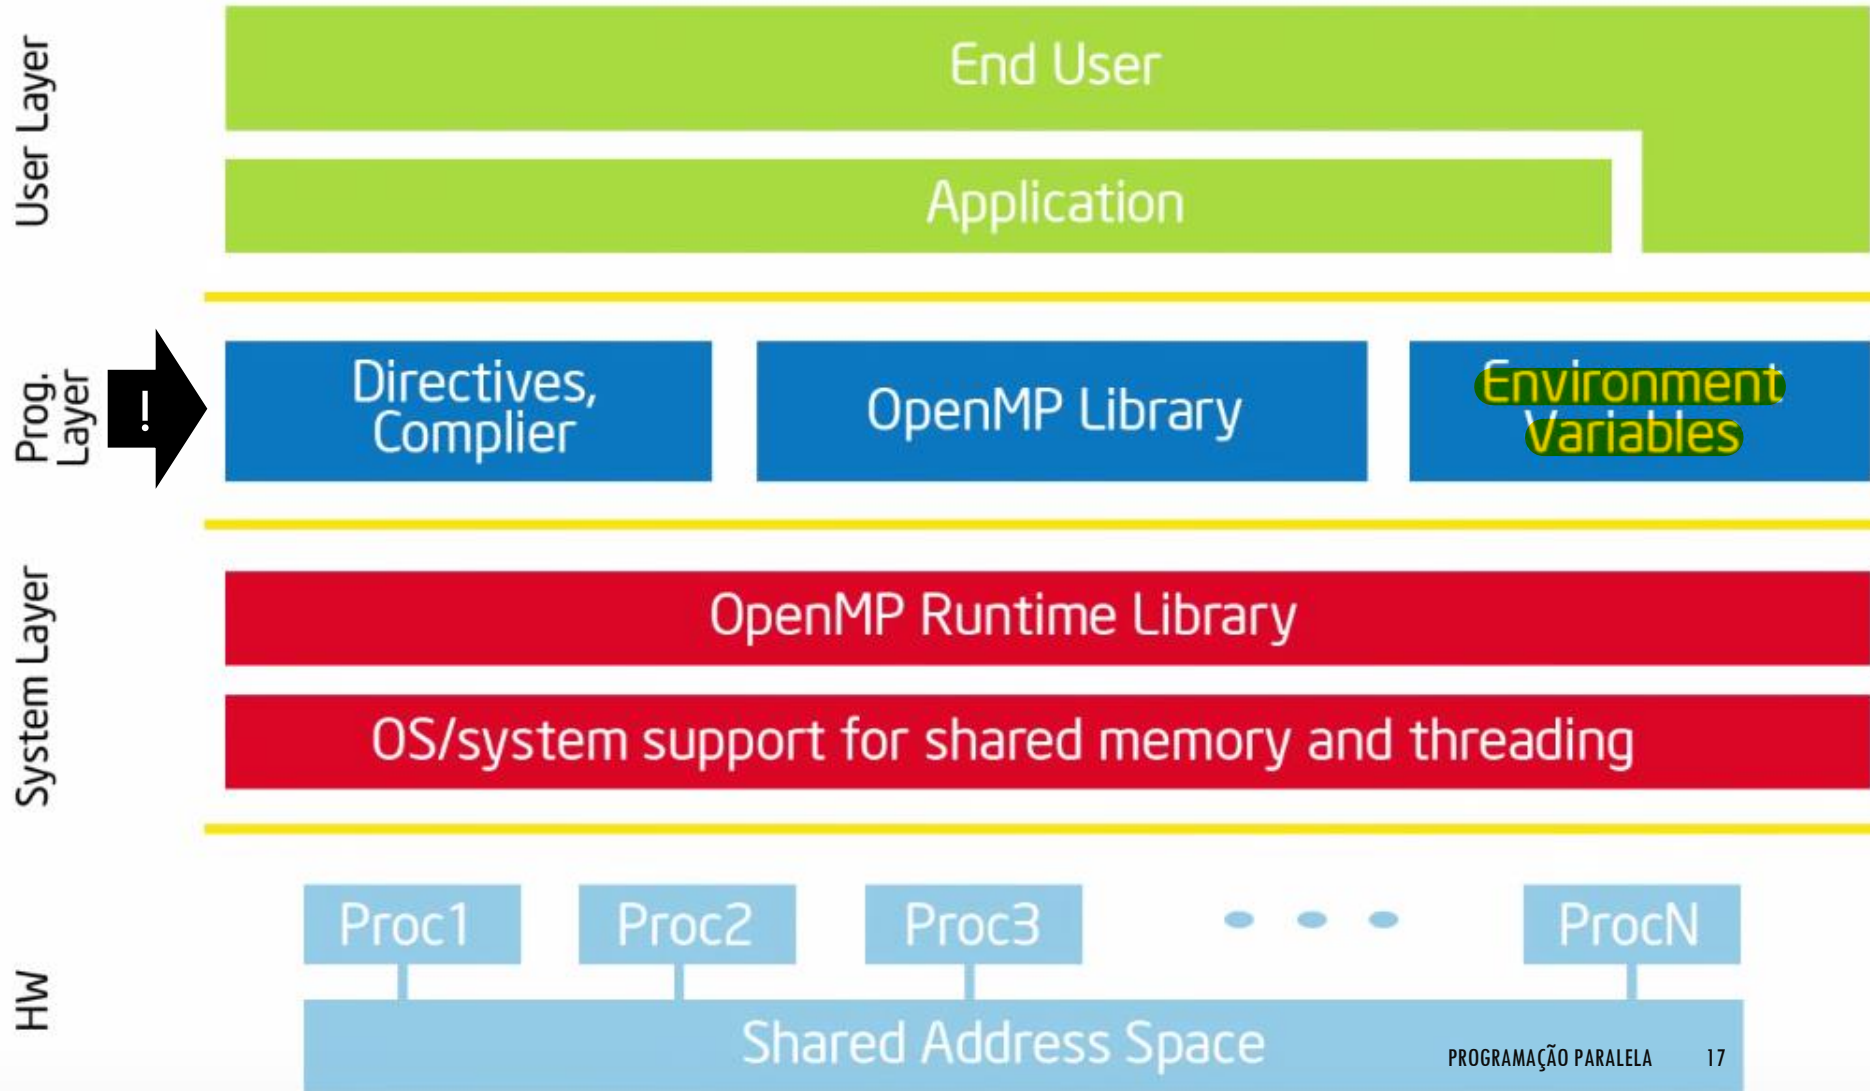 User Layer
End User
Application
Prog.
Layer
!
Directives,
Complier
OpenMP Library
Environment
Variables
System Layer
OpenMP Runtime Library
OS/system support for shared memory and threading
HW
Proc1
Proc2
Proc3
ProcN
Shared Address Space
PROGRAMAÇÃO PARALELA 17